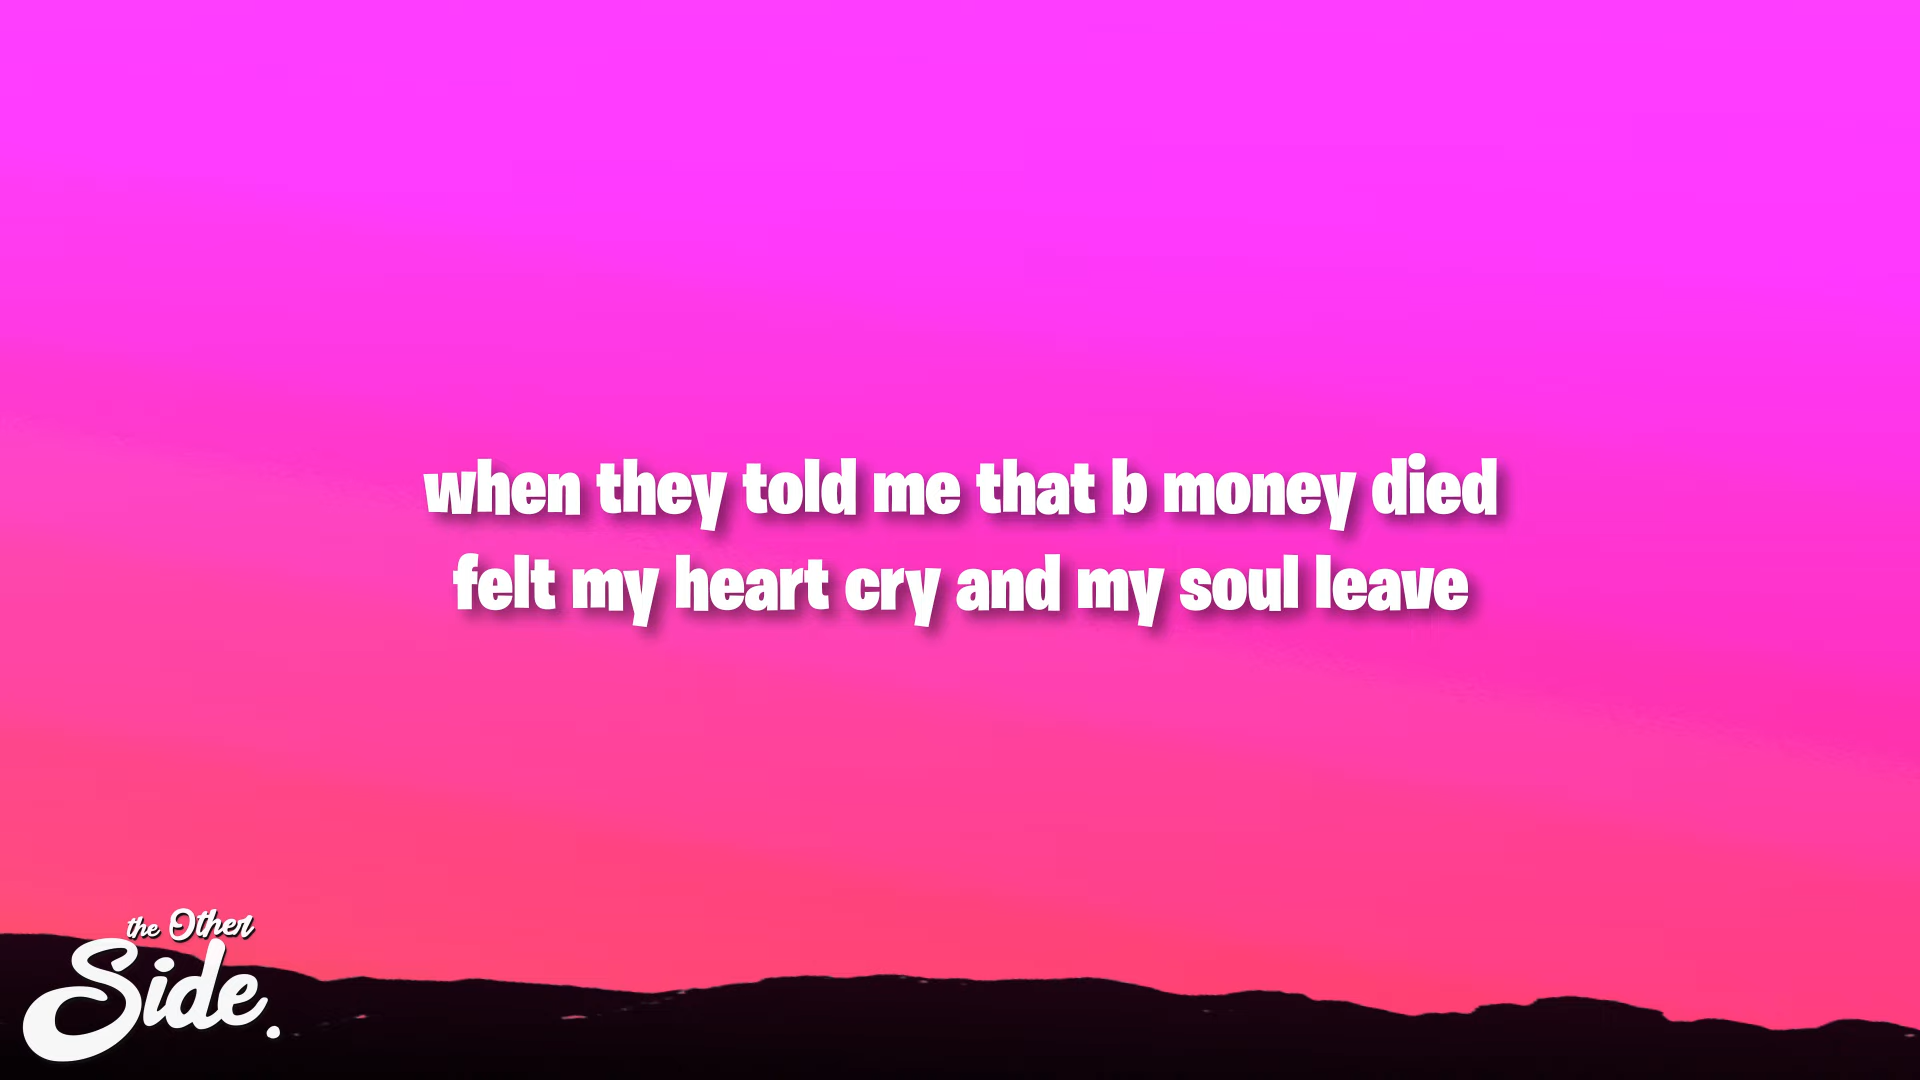 when they told me that b money died
felt my heart cry and my soul leave
the Other
Side.